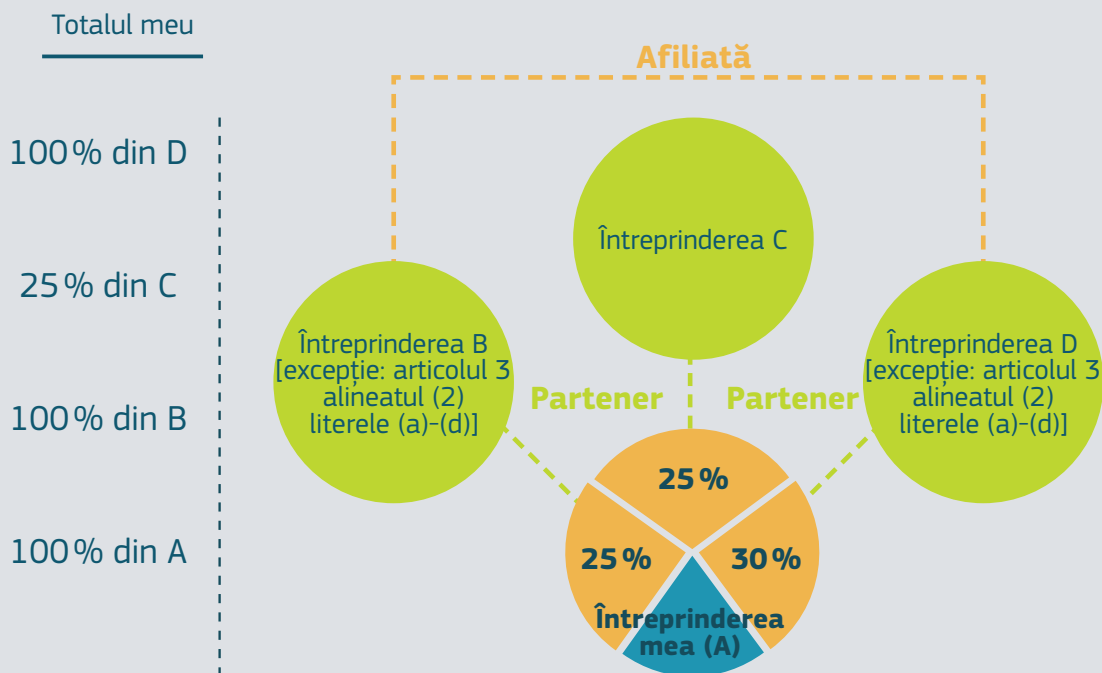 Totalul meu
100% din D
25% din C
100% din B
100% din A
Afiliată
Întreprinderea C
Întreprinderea B
[excepție: articolul 3
alineatul (2)
literele (a)-(d)]
Partener
Partener
Întreprinderea D
[excepție: articolul 3
alineatul (2)
literele (a)-(d)]
25%
25%
30%
Întreprinderea
mea (A)